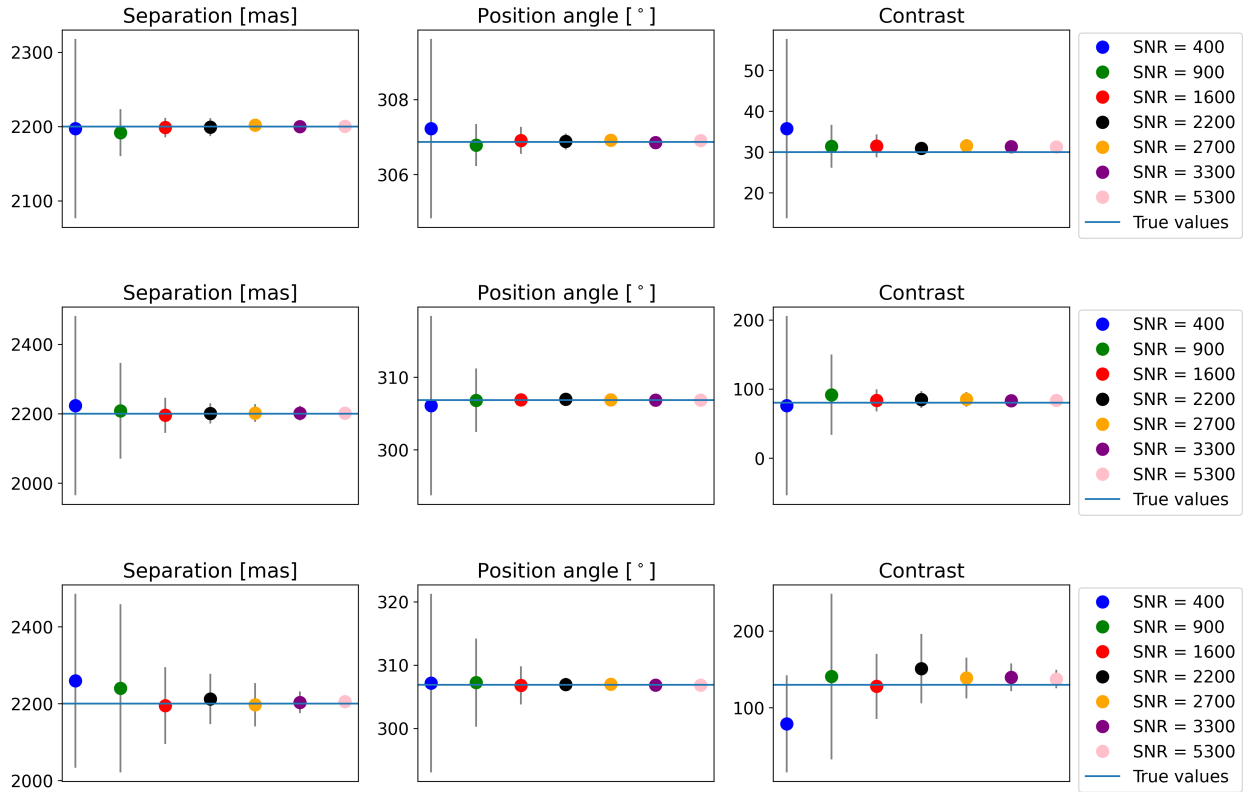 Separation [mas]
Position angle [°]
Contrast
2300
2200
2100
308
306
50
40
30
20
SNR = 400
SNR = 900
SNR = 1600
SNR = 2200
SNR = 2700
SNR = 3300
SNR = 5300
True values
Separation [mas]
Position angle [°]
Contrast
2400
2200
2000
310
300
200
100
0
SNR = 400
SNR = 900
SNR = 1600
SNR = 2200
SNR = 2700
SNR = 3300
SNR = 5300
True values
Separation [mas]
Position angle [°]
Contrast
2400
2200
2000
320
310
300
200
100
SNR = 400
SNR = 900
SNR = 1600
SNR = 2200
SNR = 2700
SNR = 3300
SNR = 5300
True values